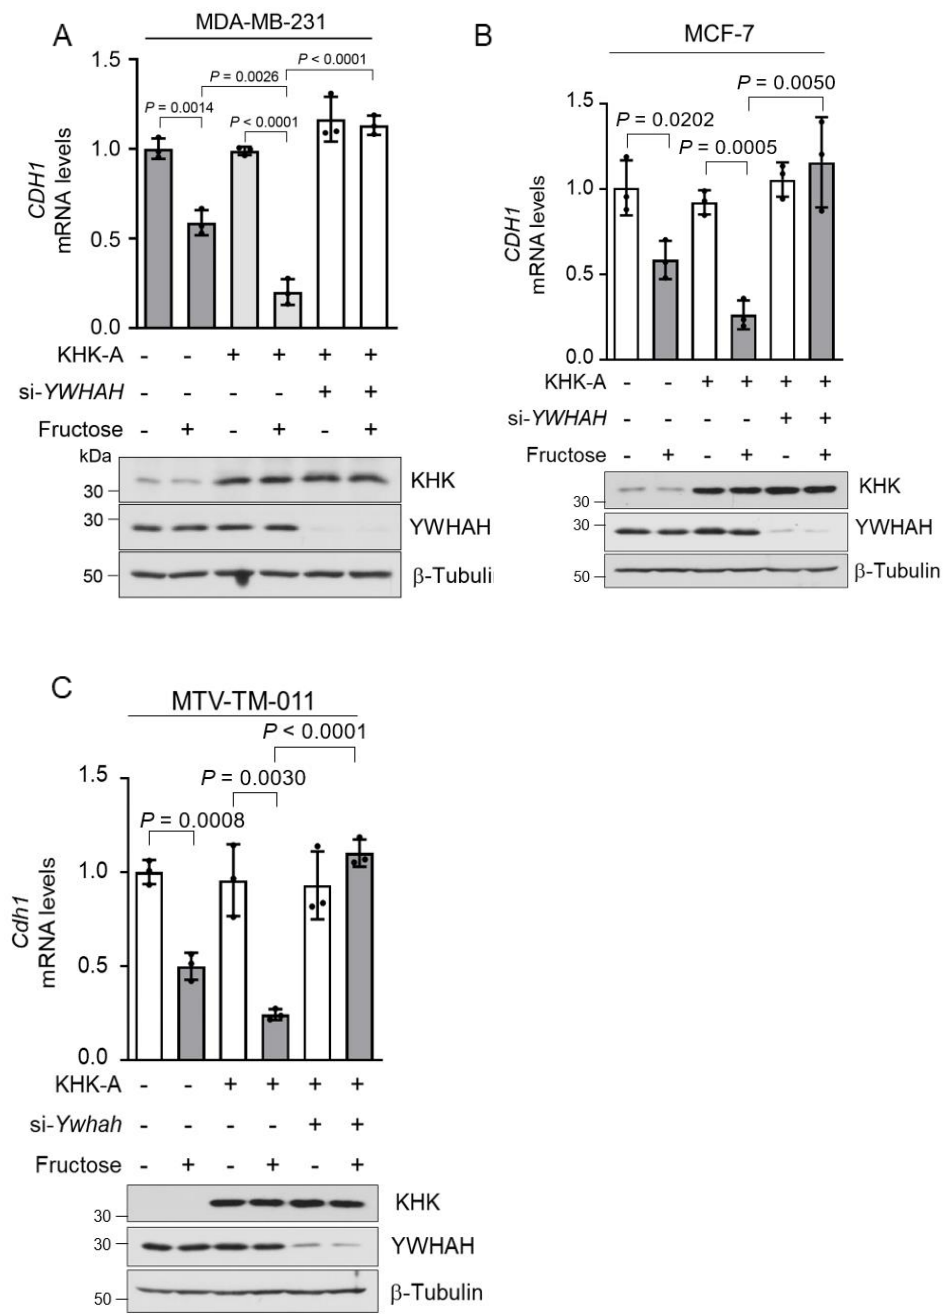 A
MDA-MB-231
CDH1
mRNA levels
1.5
1.0
0.5
0.0
P = 0.0014
P = 0.0026
P < 0.0001
P < 0.0001
KHK-A - - + + + +
si-YWHAH - - - - + +
Fructose - + - + - +
kDa
30 KHK
30 YWHAH
50 β-Tubulin
B
MCF-7
CDH1
mRNA levels
1.5
1.0
0.5
0.0
P = 0.0202
P = 0.0005
P = 0.0050
KHK-A - - + + + +
si-YWHAH - - - - + +
Fructose - + - + - +
30 KHK
30 YWHAH
50 β-Tubulin
C
MTV-TM-011
Cdh1
mRNA levels
1.5
1.0
0.5
0.0
P = 0.0008
P = 0.0030
P < 0.0001
KHK-A - - + + + +
si-Ywhah - - - - + +
Fructose - + - + - +
30 KHK
30 YWHAH
50 β-Tubulin